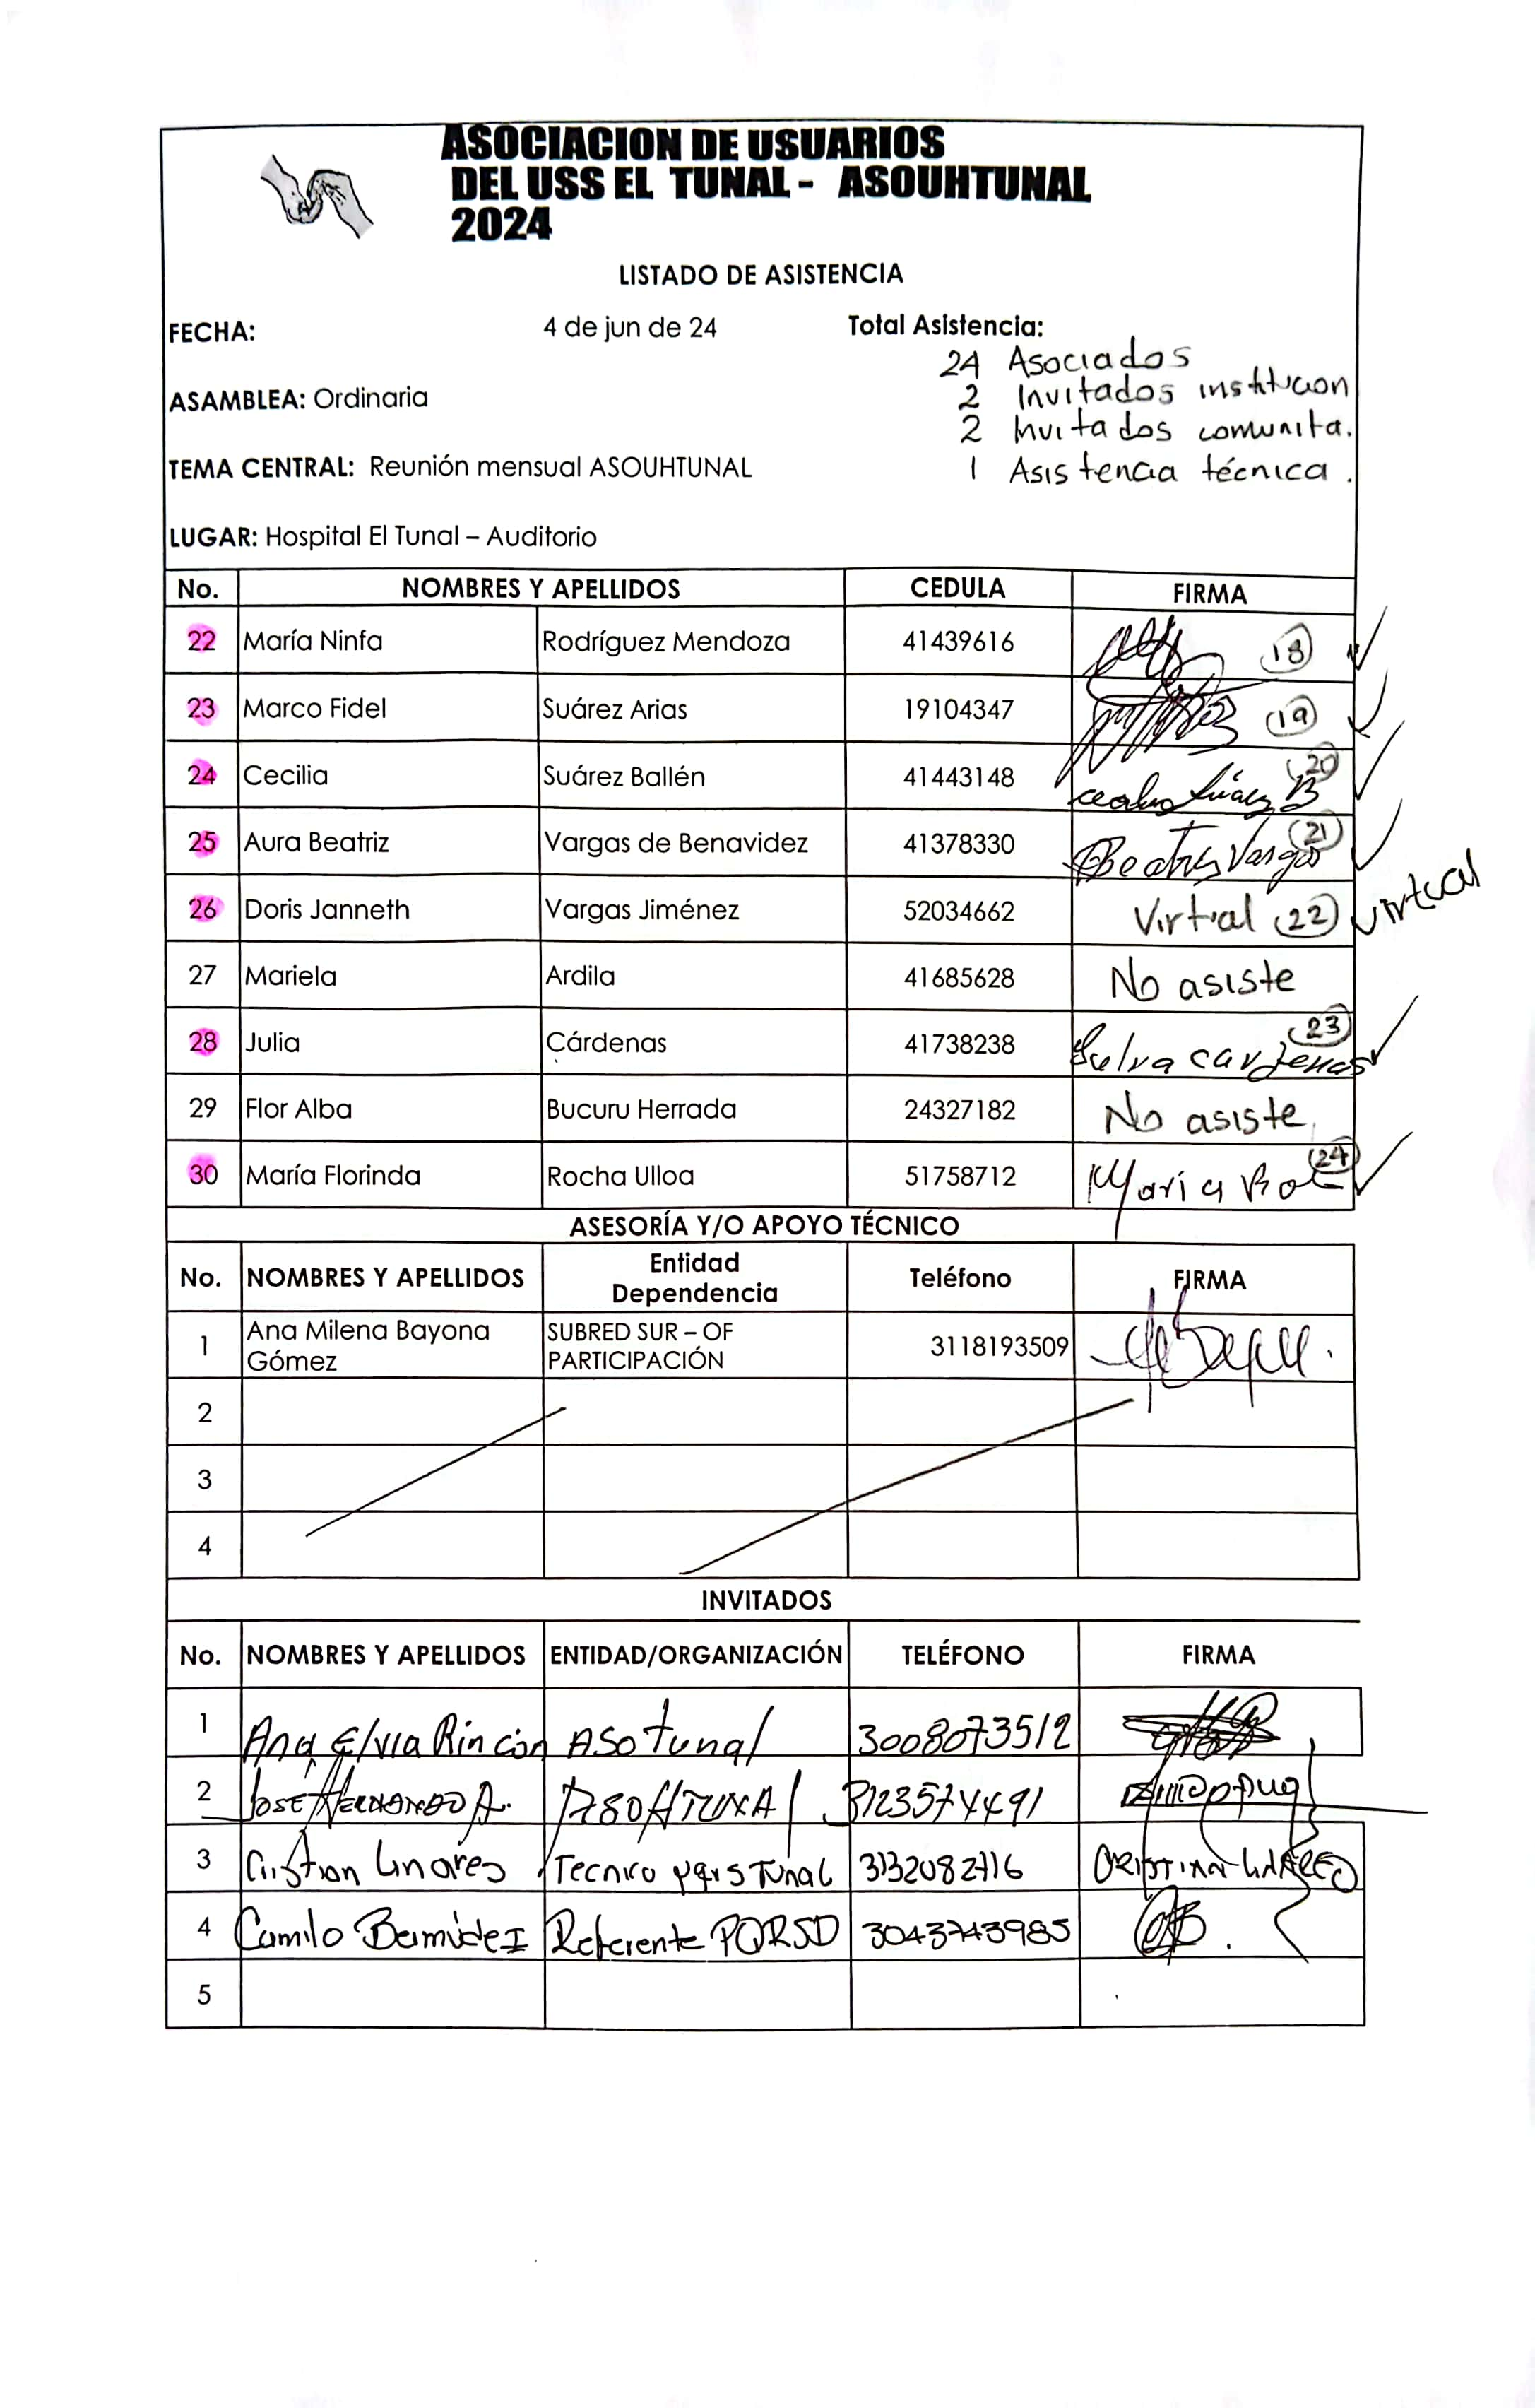 ASOCIACION DE USUARIOS
DEL USS EL TUNAL - ASOUHTUNAL
2024
LISTADO DE ASISTENCIA
FECHA: 4 de jun de 24 Total Asistencia:
24 Asociados
2 Invitados institucion
ASAMBLEA: Ordinaria
2 Invitados comunita.
TEMA CENTRAL: Reunión mensual ASOUHTUNAL
1 Asistencia técnica.
LUGAR: Hospital El Tunal – Auditorio
No. NOMBRES Y APELLIDOS CEDULA FIRMA
22 María Ninfa Rodríguez Mendoza 41439616 18
23 Marco Fidel Suárez Arias 19104347 19
24 Cecilia Suárez Ballén 41443148 Cecilia Suárez B 20
25 Aura Beatriz Vargas de Benavidez 41378330 Beatriz Vargas 21
26 Doris Janneth Vargas Jiménez 52034662 Virtual 22 virtual
27 Mariela Ardila 41685628 No asiste
28 Julia Cárdenas 41738238 cardenas 23
29 Flor Alba Bucuru Herrada 24327182 No asiste
30 María Florinda Rocha Ulloa 51758712 Maria 24
ASESORÍA Y/O APOYO TÉCNICO
No. NOMBRES Y APELLIDOS Entidad Dependencia Teléfono FIRMA
1 Ana Milena Bayona Gómez SUBRED SUR – OF PARTICIPACIÓN 3118193509
2
3
4
INVITADOS
No. NOMBRES Y APELLIDOS ENTIDAD/ORGANIZACIÓN TELÉFONO FIRMA
1 Ana Elvia Rincón ASOTunal 3008073512
2 JOSE HERNANDO A. 3123574491
3 Cristian Linares Tecnico Tunal 3132082716
4 Camilo Bermúdez Referente PQRSD 3043743985
5